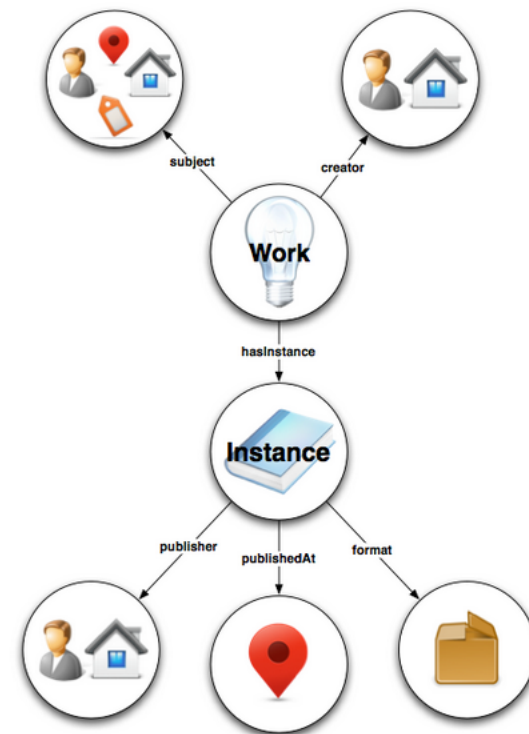 subject
creator
Work
hasInstance
Instance
publisher
publishedAt
format